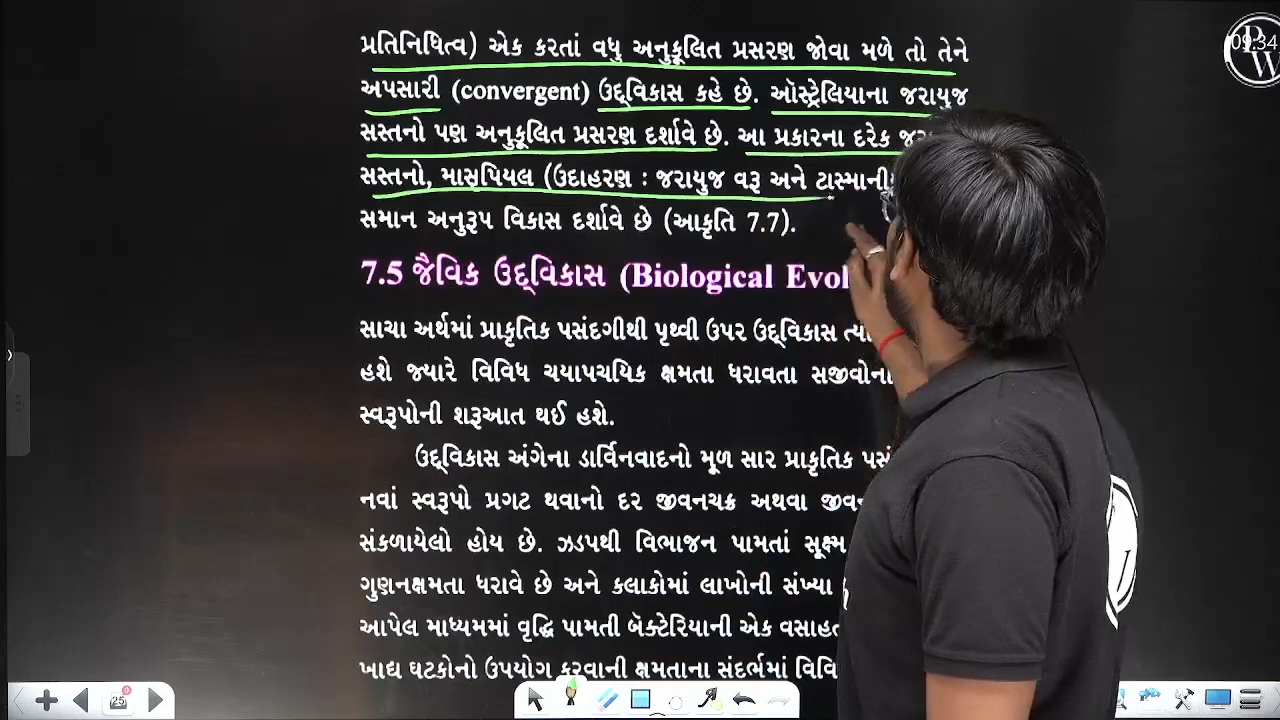 પ્રતિનિધિત્વ) એક કરતાં વધુ અનુકૂલિત પ્રસરણ જોવા મળે તો તેને
અપસારી (convergent) ઉદ્‌વિકાસ કહે છે. ઑસ્ટ્રેલિયાના જરાયુજ
સસ્તનો પણ અનુકૂલિત પ્રસરણ દર્શાવે છે. આ પ્રકારના દરેક
સસ્તનો, માસૃપિયલ (ઉદાહરણ : જરાયુજ વરૂ અને
સમાન અનુરૂપ વિકાસ દર્શાવે છે (આકૃતિ 7.7).
7.5 જૈવિક ઉદ્‌વિકાસ (Biological
સાચા અર્થમાં પ્રાકૃતિક પસંદગીથી પૃથ્વી ઉપર ઉદ્‌વિકાસ
હશે જ્યારે વિવિધ ચયાપચયિક ક્ષમતા ધરાવતા સજીવોના
સ્વરૂપોની શરૂઆત થઈ હશે.
ઉદ્‌વિકાસ અંગેના ડાર્વિનવાદનો મૂળ સાર પ્રાકૃતિક
નવાં સ્વરૂપો પ્રગટ થવાનો દર જીવનચક્ર અથવા
સંકળાયેલો હોય છે. ઝડપથી વિભાજન પામતાં સૂક્ષ્મ
ગુણનક્ષમતા ધરાવે છે અને કલાકોમાં લાખોની સંખ્યા
આપેલ માધ્યમમાં વૃદ્ધિ પામતી બૅક્ટેરિયાની એક
ખાદ્ય ઘટકોનો ઉપયોગ કરવાની ક્ષમતાના સંદર્ભમાં
09:34
25